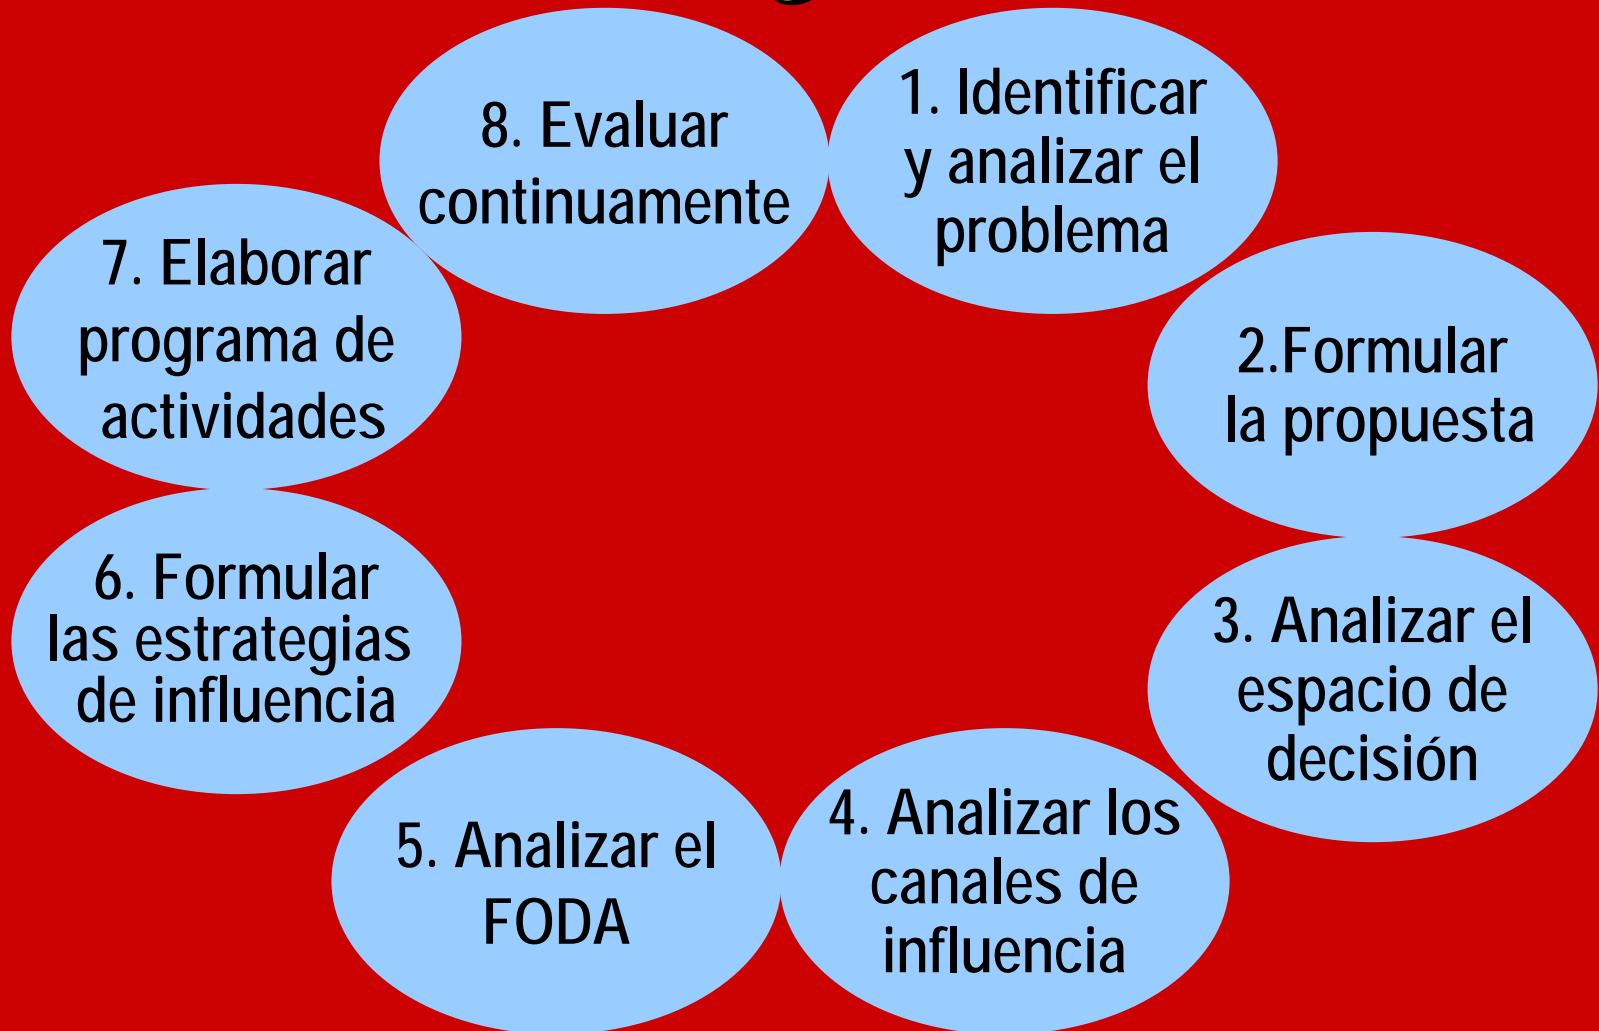 1. Identificar
y analizar el
problema
2.Formular
la propuesta
3. Analizar el
espacio de
decisión
4. Analizar los
canales de
influencia
5. Analizar el
FODA
6. Formular
las estrategias
de influencia
7. Elaborar
programa de
actividades
8. Evaluar
continuamente